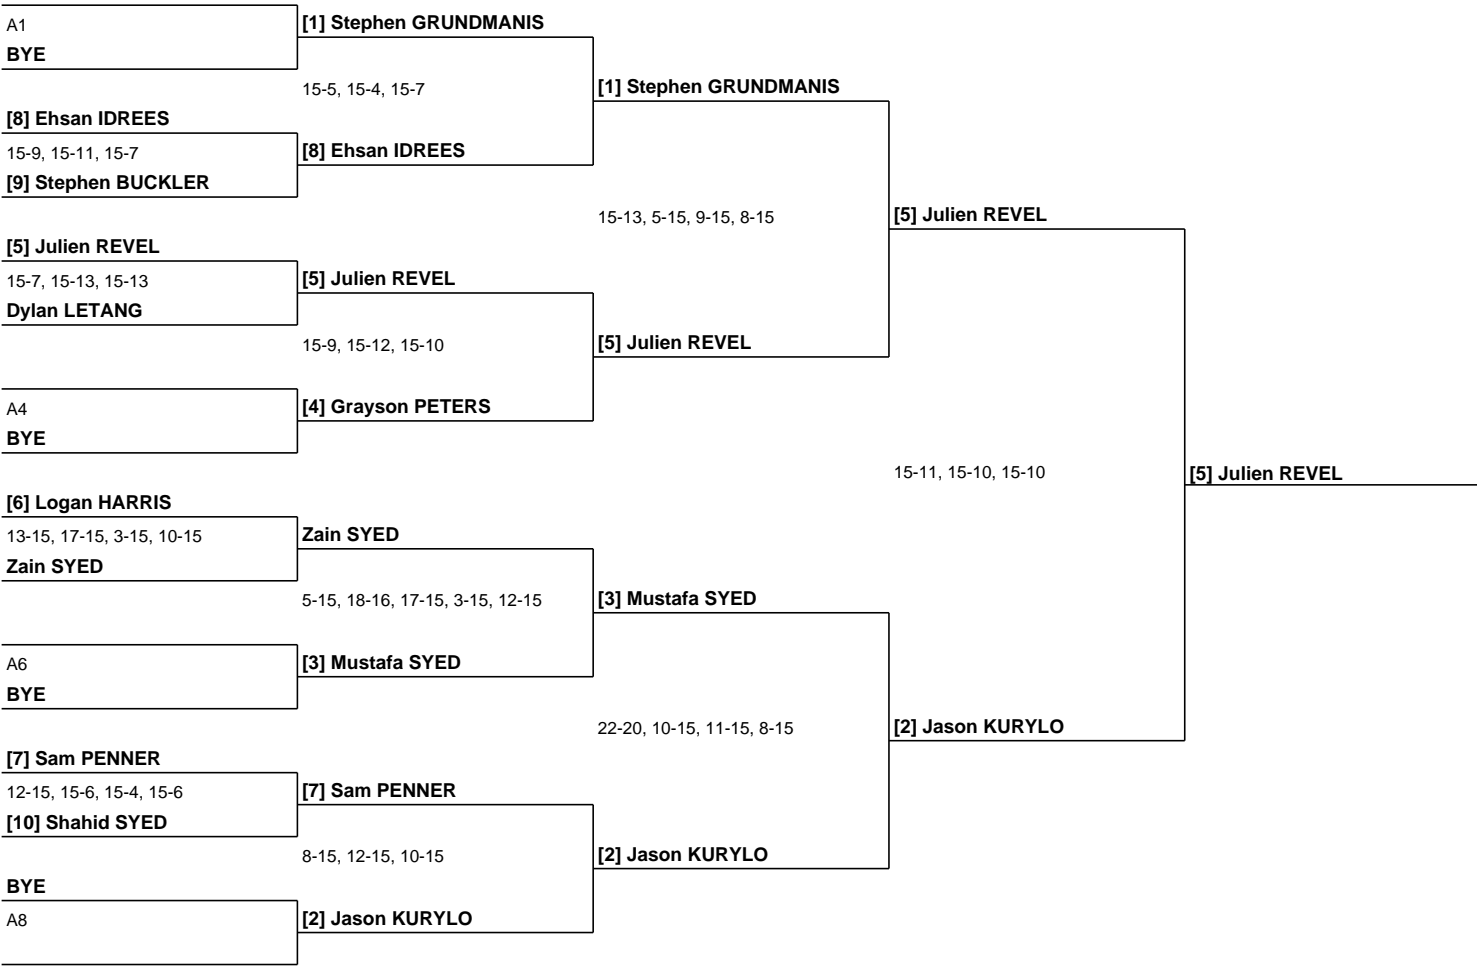 A1
BYE
[8] Ehsan IDREES
15-9, 15-11, 15-7
[9] Stephen BUCKLER
[5] Julien REVEL
15-7, 15-13, 15-13
Dylan LETANG
A4
BYE
[6] Logan HARRIS
13-15, 17-15, 3-15, 10-15
Zain SYED
A6
BYE
[7] Sam PENNER
12-15, 15-6, 15-4, 15-6
[10] Shahid SYED
BYE
A8
[1] Stephen GRUNDMANIS
15-5, 15-4, 15-7
[8] Ehsan IDREES
[5] Julien REVEL
15-9, 15-12, 15-10
[4] Grayson PETERS
Zain SYED
5-15, 18-16, 17-15, 3-15, 12-15
[3] Mustafa SYED
[7] Sam PENNER
8-15, 12-15, 10-15
[2] Jason KURYLO
[1] Stephen GRUNDMANIS
15-13, 5-15, 9-15, 8-15
[5] Julien REVEL
[3] Mustafa SYED
22-20, 10-15, 11-15, 8-15
[2] Jason KURYLO
[5] Julien REVEL
15-11, 15-10, 15-10
[2] Jason KURYLO
[5] Julien REVEL